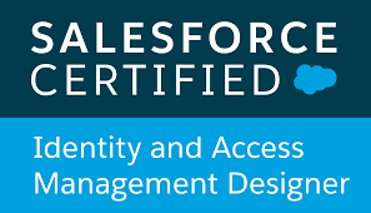 SALESFORCE
CERTIFIED
Identity and Access
Management Designer